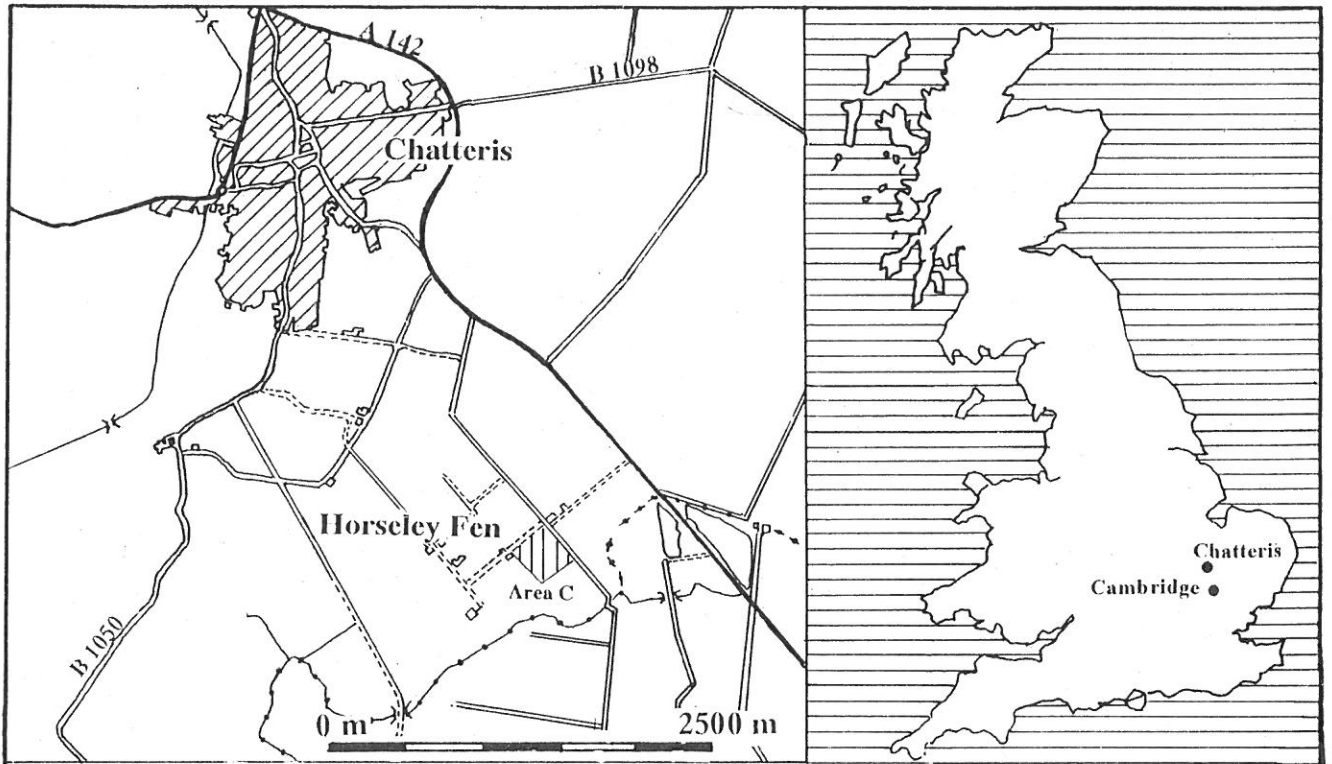 A 142
B 1098
Chatteris
Horseley Fen
Area C
B 1050
0 m
2500 m
Chatteris
Cambridge